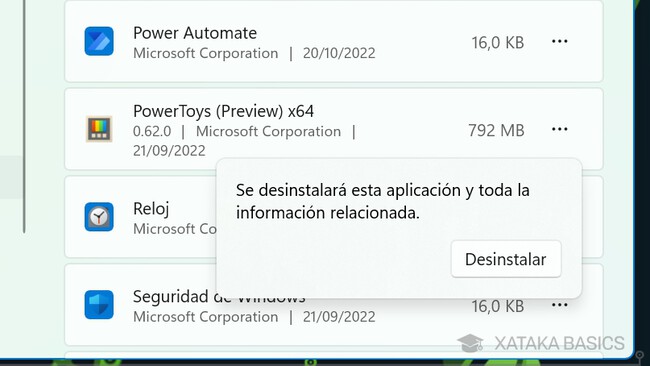 Power Automate
Microsoft Corporation | 20/10/2022
16,0 KB
PowerToys (Preview) x64
0.62.0 | Microsoft Corporation |
21/09/2022
792 MB
Se desinstalará esta aplicación y toda la
información relacionada.
Desinstalar
Reloj
Microsoft Co
Seguridad de Windows
Microsoft Corporation | 21/09/2022
16,0 KB
XATAKA BASICS